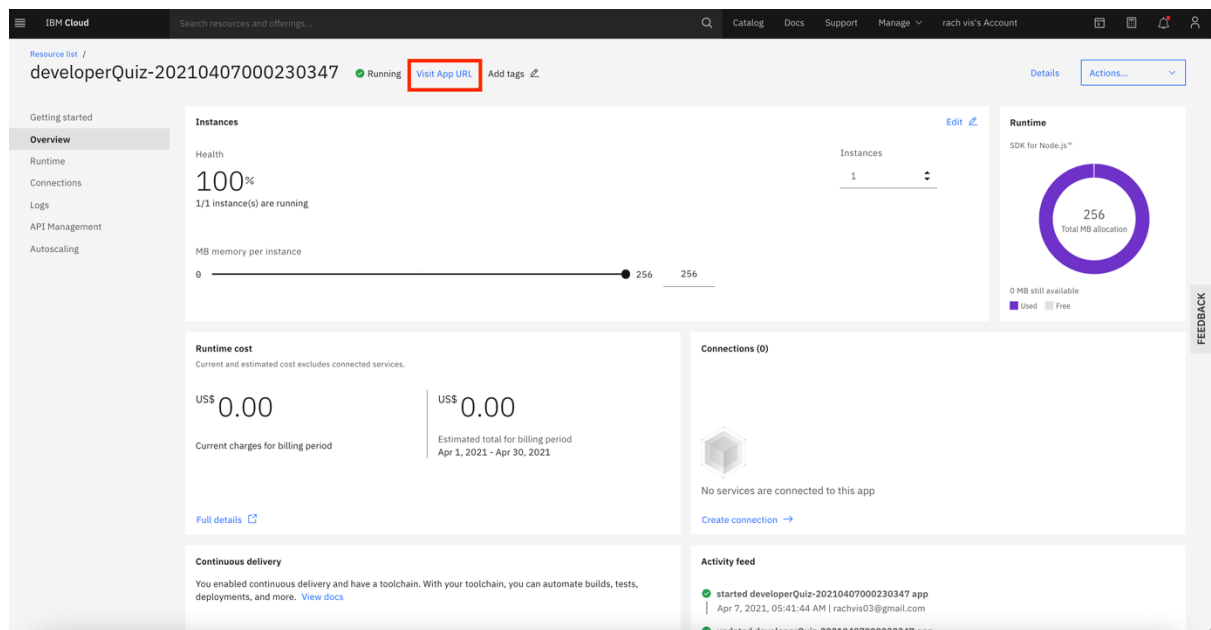 IBM Cloud
Search resources and offerings...
Catalog
Docs
Support
Manage
rach vis's Account
Resource list /
developerQuiz-20210407000230347
Running
Visit App URL
Add tags
Details
Actions...
Getting started
Overview
Runtime
Connections
Logs
API Management
Autoscaling
Instances
Edit
Health
100%
1/1 instance(s) are running
Instances
1
MB memory per instance
0
256
256
Runtime
SDK for Node.js™
256
Total MB allocation
0 MB still available
Used
Free
FEEDBACK
Runtime cost
Current and estimated cost excludes connected services.
US$ 0.00
Current charges for billing period
US$ 0.00
Estimated total for billing period
Apr 1, 2021 - Apr 30, 2021
Full details
Connections (0)
No services are connected to this app
Create connection
Continuous delivery
You enabled continuous delivery and have a toolchain. With your toolchain, you can automate builds, tests,
deployments, and more. View docs
Activity feed
started developerQuiz-20210407000230347 app
Apr 7, 2021, 05:41:44 AM | rachvis03@gmail.com
updated developerQuiz-20210407000230347 app